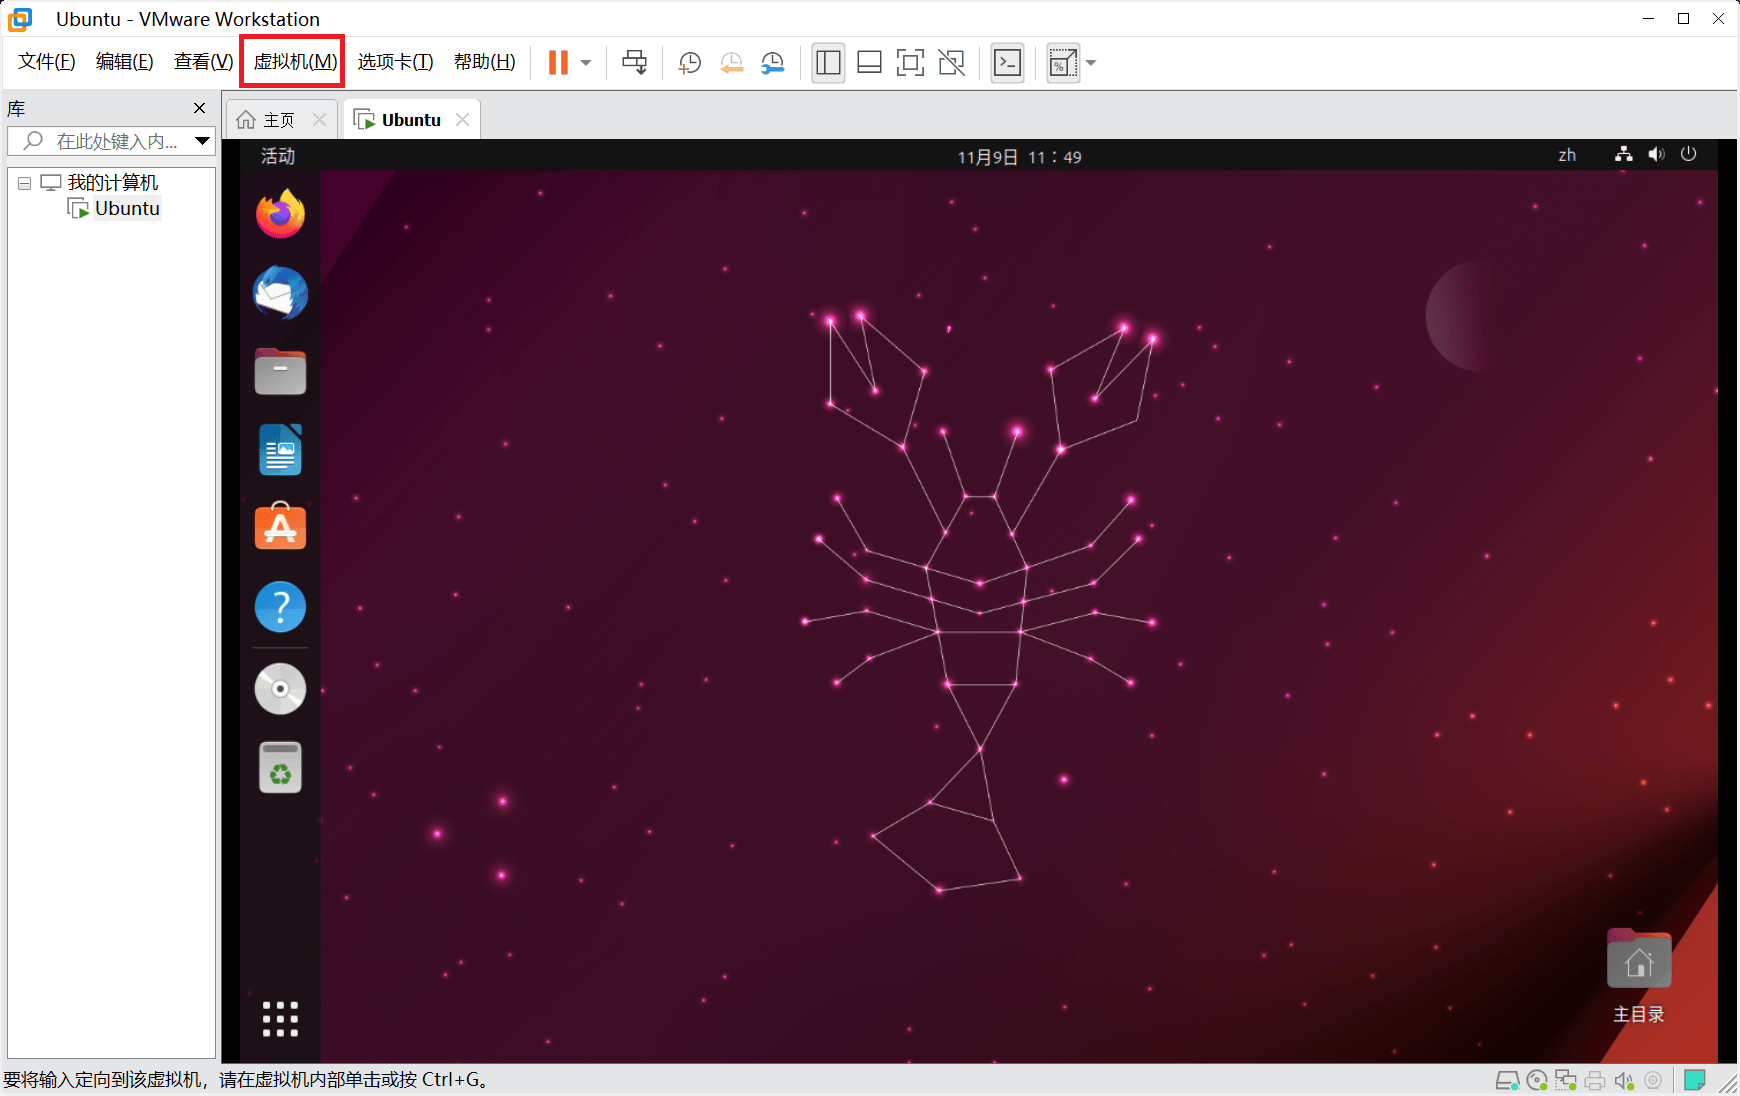 Ubuntu - VMware Workstation
文件(F) 编辑(E) 查看(V) 虚拟机(M) 选项卡(T) 帮助(H)
库
主页 Ubuntu
在此处键入内...
我的计算机
Ubuntu
活动 11月9日 11：49 zh
主目录
要将输入定向到该虚拟机，请在虚拟机内部单击或按 Ctrl+G。